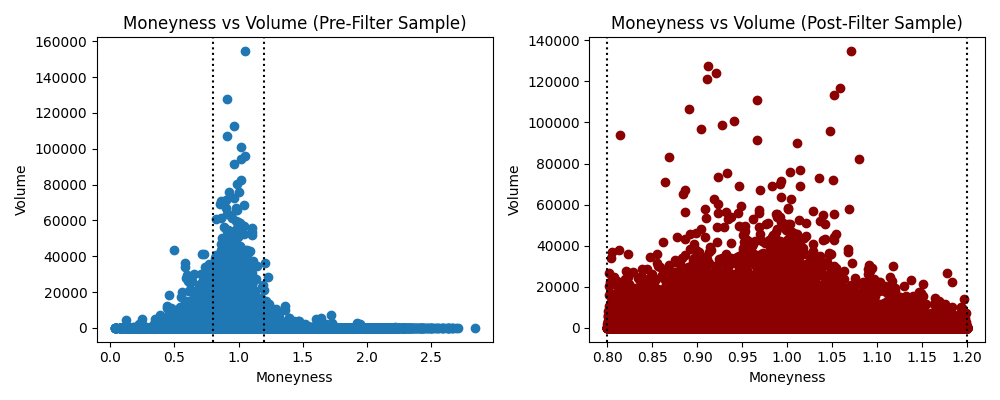 Moneyness vs Volume (Pre-Filter Sample)
160000
140000
120000
100000
80000
60000
40000
20000
0
Volume
0.0 0.5 1.0 1.5 2.0 2.5
Moneyness
Moneyness vs Volume (Post-Filter Sample)
140000
120000
100000
80000
60000
40000
20000
0
Volume
0.80 0.85 0.90 0.95 1.00 1.05 1.10 1.15 1.20
Moneyness